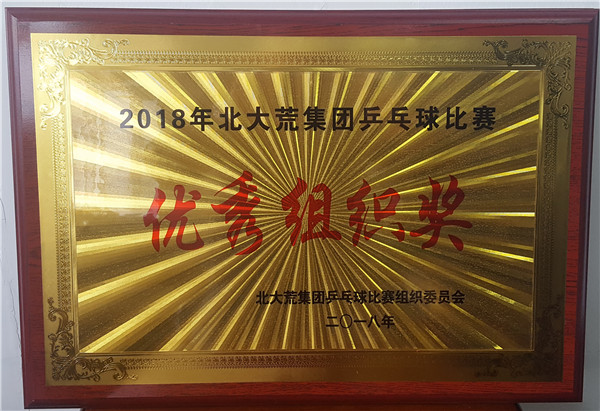 2018年北大荒集团乒乓球比赛
优秀组织奖
北大荒集团乒乓球比赛组织委员会
二〇一八年